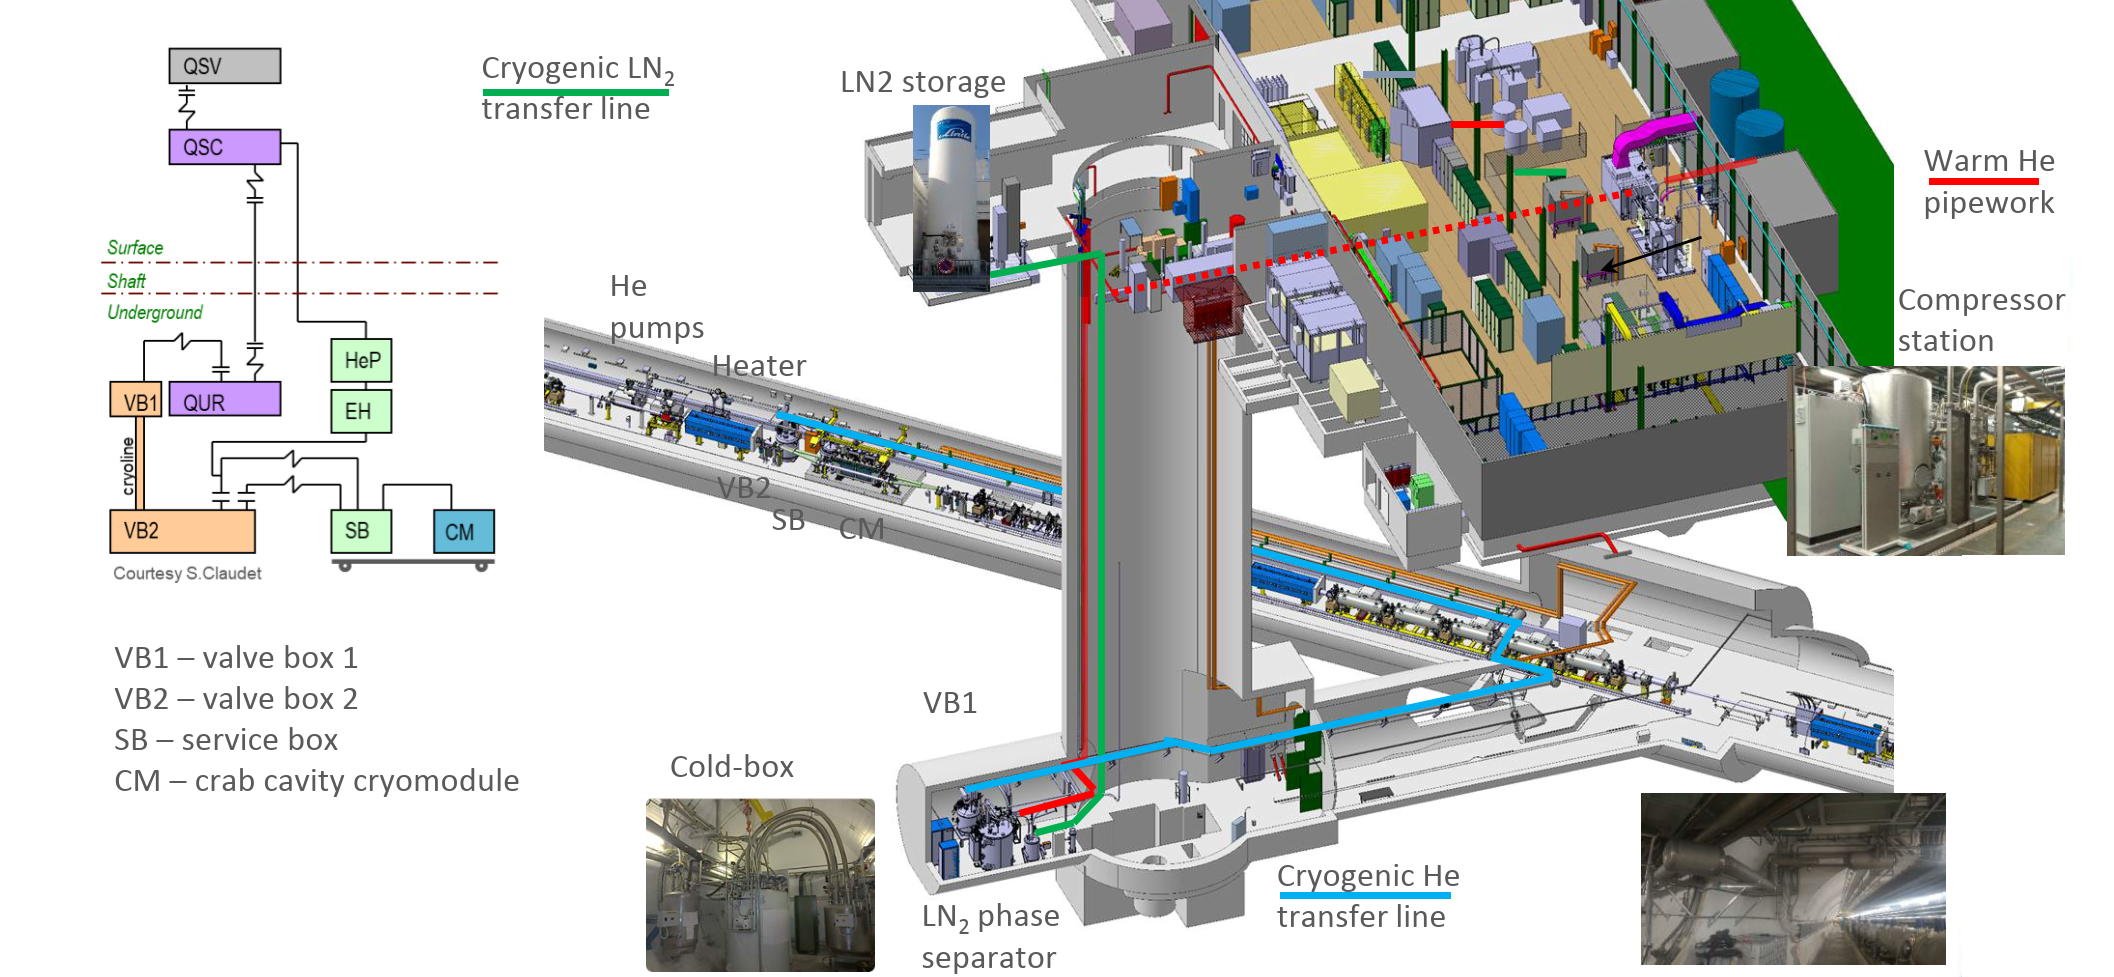 QSV
QSC
Surface
Shaft
Underground
HeP
VB1
QUR
EH
cryoline
VB2
SB
CM
Courtesy S.Claudet
VB1 – valve box 1
VB2 – valve box 2
SB – service box
CM – crab cavity cryomodule
Cryogenic LN2
transfer line
LN2 storage
Linde
Warm He
pipework
Compressor
station
He
pumps
Heater
VB2
SB
CM
VB1
Cold-box
LN2 phase
separator
Cryogenic He
transfer line